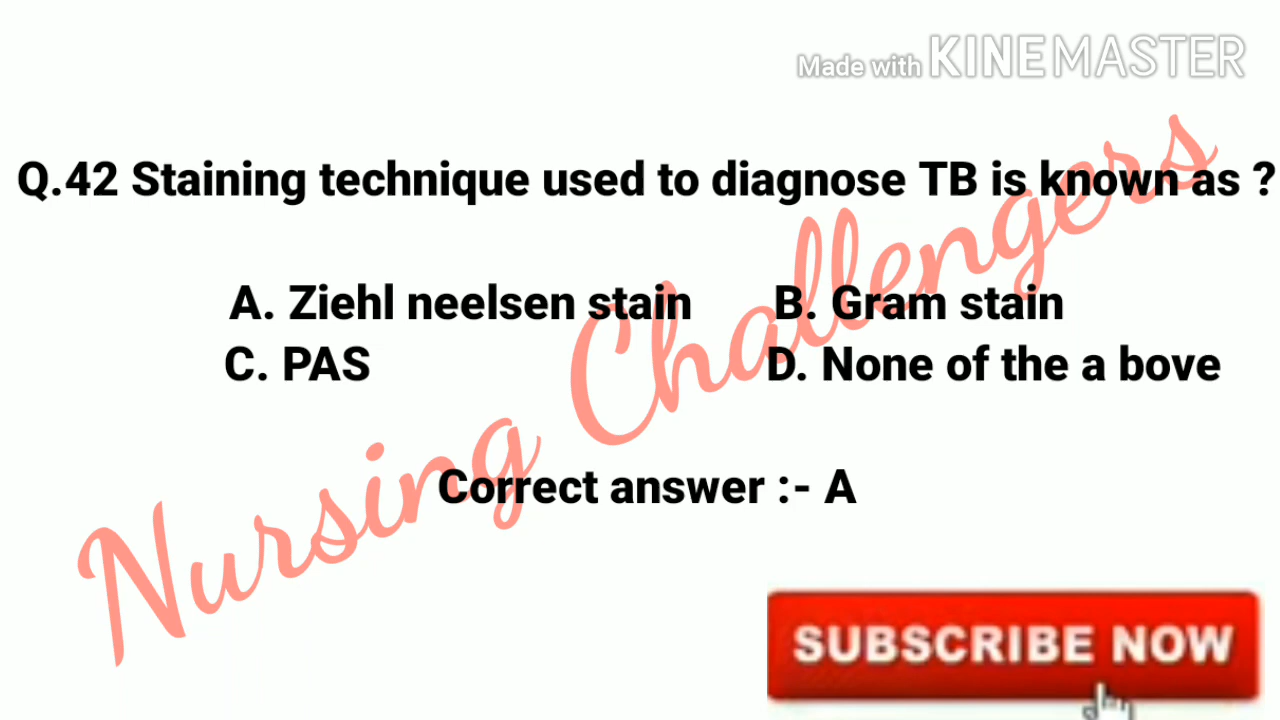 Made with KINEMASTER
Q.42 Staining technique used to diagnose TB is known as ?
A. Ziehl neelsen stain B. Gram stain
C. PAS D. None of the a bove
Correct answer :- A
Nursing Challengers
SUBSCRIBE NOW